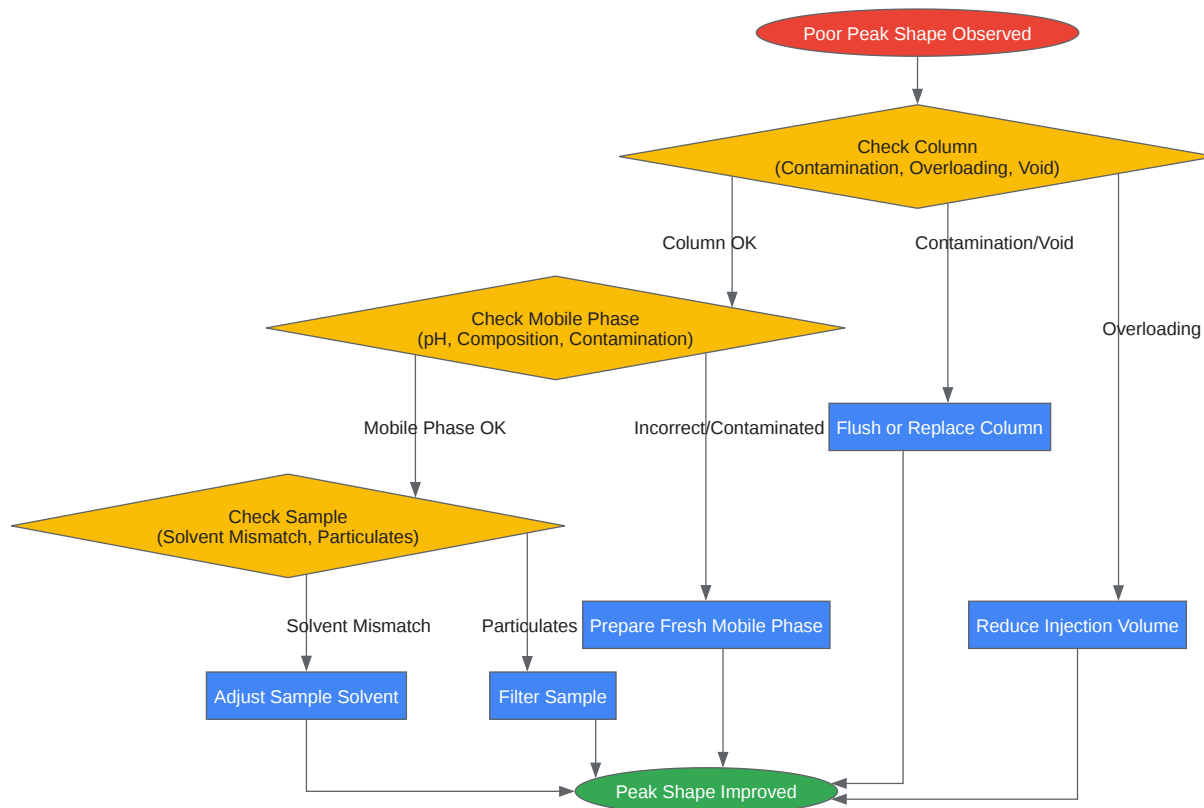 Poor Peak Shape Observed
Check Column
(Contamination, Overloading, Void)
Column OK
Contamination/Void
Overloading
Check Mobile Phase
(pH, Composition, Contamination)
Mobile Phase OK
Incorrect/Contaminated
Flush or Replace Column
Check Sample
(Solvent Mismatch, Particulates)
Solvent Mismatch
Particulates
Prepare Fresh Mobile Phase
Reduce Injection Volume
Adjust Sample Solvent
Filter Sample
Peak Shape Improved